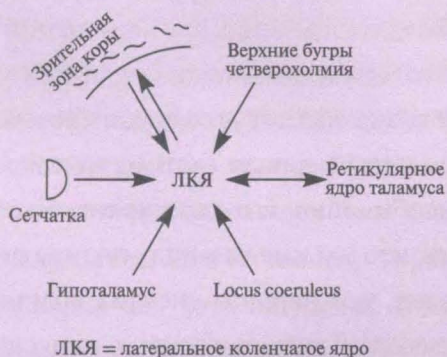 Зрительная
зона коры
Верхние бугры
четверохолмия
ЛКЯ
Ретикулярное
ядро таламуса
Сетчатка
Гипоталамус
Locus coeruleus
ЛКЯ = латеральное коленчатое ядро